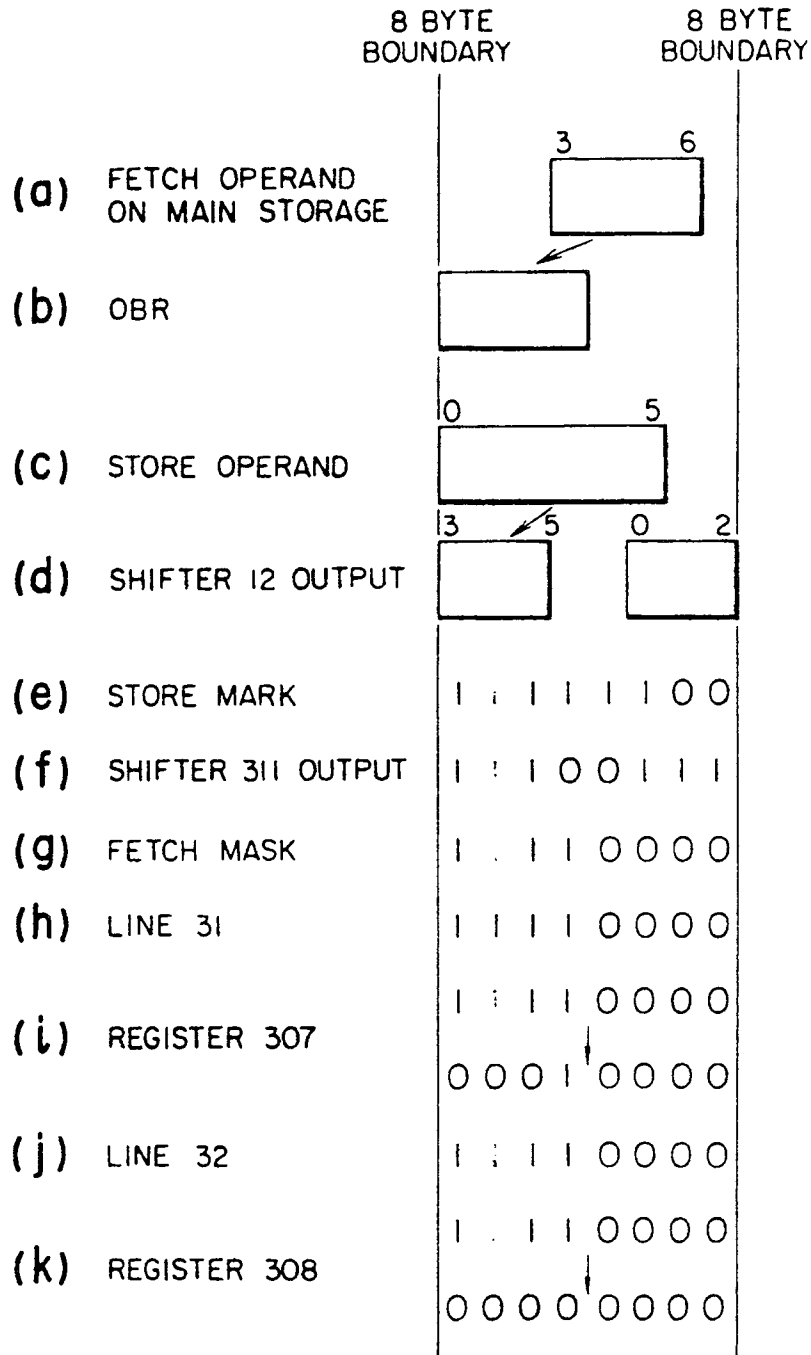 8 BYTE BOUNDARY
8 BYTE BOUNDARY
3 6
(a) FETCH OPERAND ON MAIN STORAGE
(b) OBR
0 5
(c) STORE OPERAND
3 5 0 2
(d) SHIFTER 12 OUTPUT
(e) STORE MARK 1 1 1 1 1 1 0 0
(f) SHIFTER 311 OUTPUT 1 1 1 0 0 1 1 1
(g) FETCH MASK 1 1 1 1 0 0 0 0
(h) LINE 31 1 1 1 1 0 0 0 0
1 1 1 1 0 0 0 0
(i) REGISTER 307
0 0 0 1 0 0 0 0
(j) LINE 32 1 1 1 1 0 0 0 0
1 1 1 1 0 0 0 0
(k) REGISTER 308
0 0 0 0 0 0 0 0